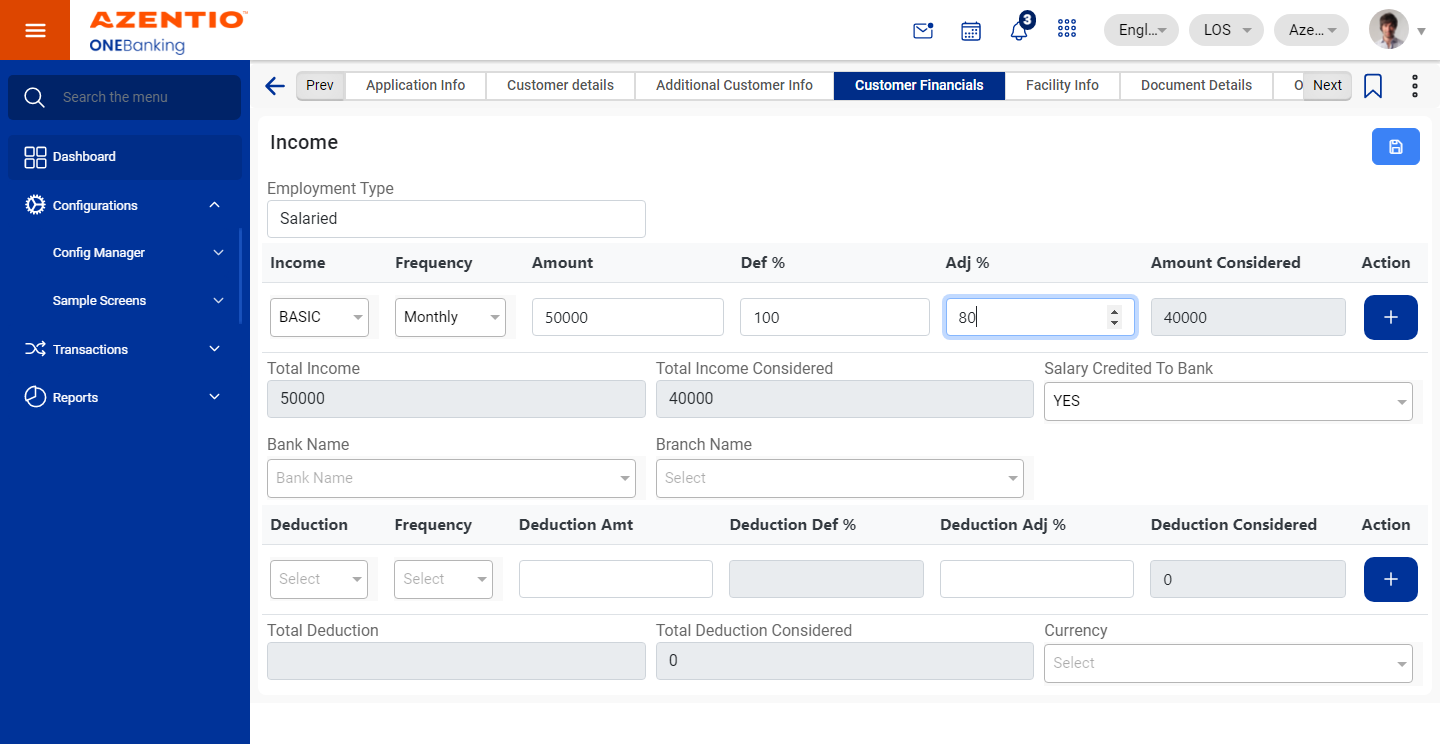 AZENTIO™
ONEBanking
3
Engl...
LOS
Aze...
Search the menu
Dashboard
Configurations
Config Manager
Sample Screens
Transactions
Reports
Prev
Application Info
Customer details
Additional Customer Info
Customer Financials
Facility Info
Document Details
O
Next
Income
Employment Type
Salaried
Income Frequency Amount Def % Adj % Amount Considered Action
BASIC Monthly 50000 100 80 40000 +
Total Income Total Income Considered Salary Credited To Bank
50000 40000 YES
Bank Name Branch Name
Bank Name Select
Deduction Frequency Deduction Amt Deduction Def % Deduction Adj % Deduction Considered Action
Select Select 0 +
Total Deduction Total Deduction Considered Currency
0 Select